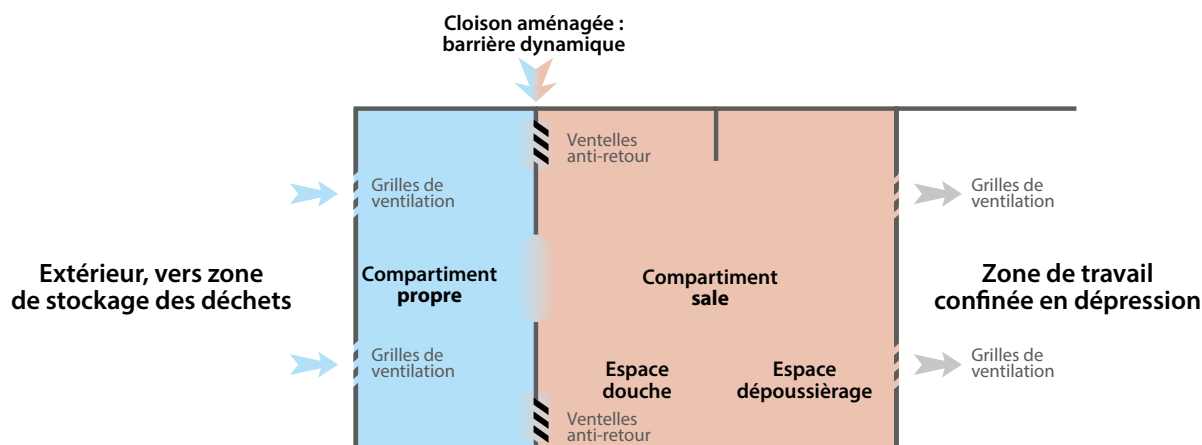 Cloison aménagée :
barrière dynamique
Ventelles
anti-retour
Grilles de
ventilation
Grilles de
ventilation
Extérieur, vers zone
de stockage des déchets
Compartiment
propre
Compartiment
sale
Zone de travail
confinée en dépression
Grilles de
ventilation
Espace
douche
Espace
dépoussièrage
Grilles de
ventilation
Ventelles
anti-retour